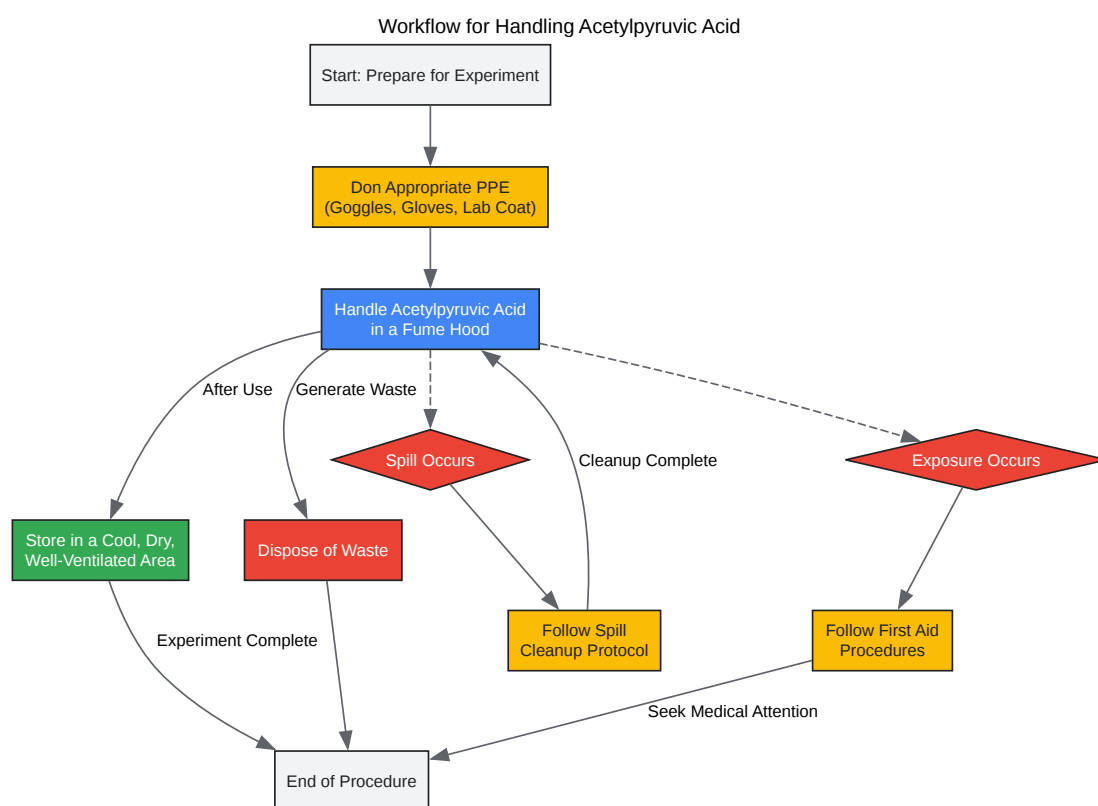 Workflow for Handling Acetylpyruvic Acid
Start: Prepare for Experiment
Don Appropriate PPE
(Goggles, Gloves, Lab Coat)
Handle Acetylpyruvic Acid
in a Fume Hood
After Use
Generate Waste
Spill Occurs
Cleanup Complete
Exposure Occurs
Store in a Cool, Dry,
Well-Ventilated Area
Dispose of Waste
Experiment Complete
Follow Spill
Cleanup Protocol
Follow First Aid
Procedures
Seek Medical Attention
End of Procedure